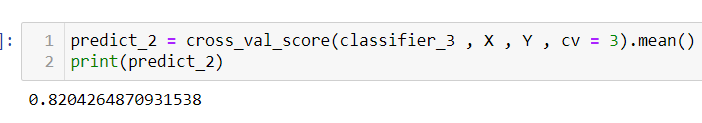 ]:
1 predict_2 = cross_val_score(classifier_3 , X , Y , cv = 3).mean()
2 print(predict_2)
0.8204264870931538